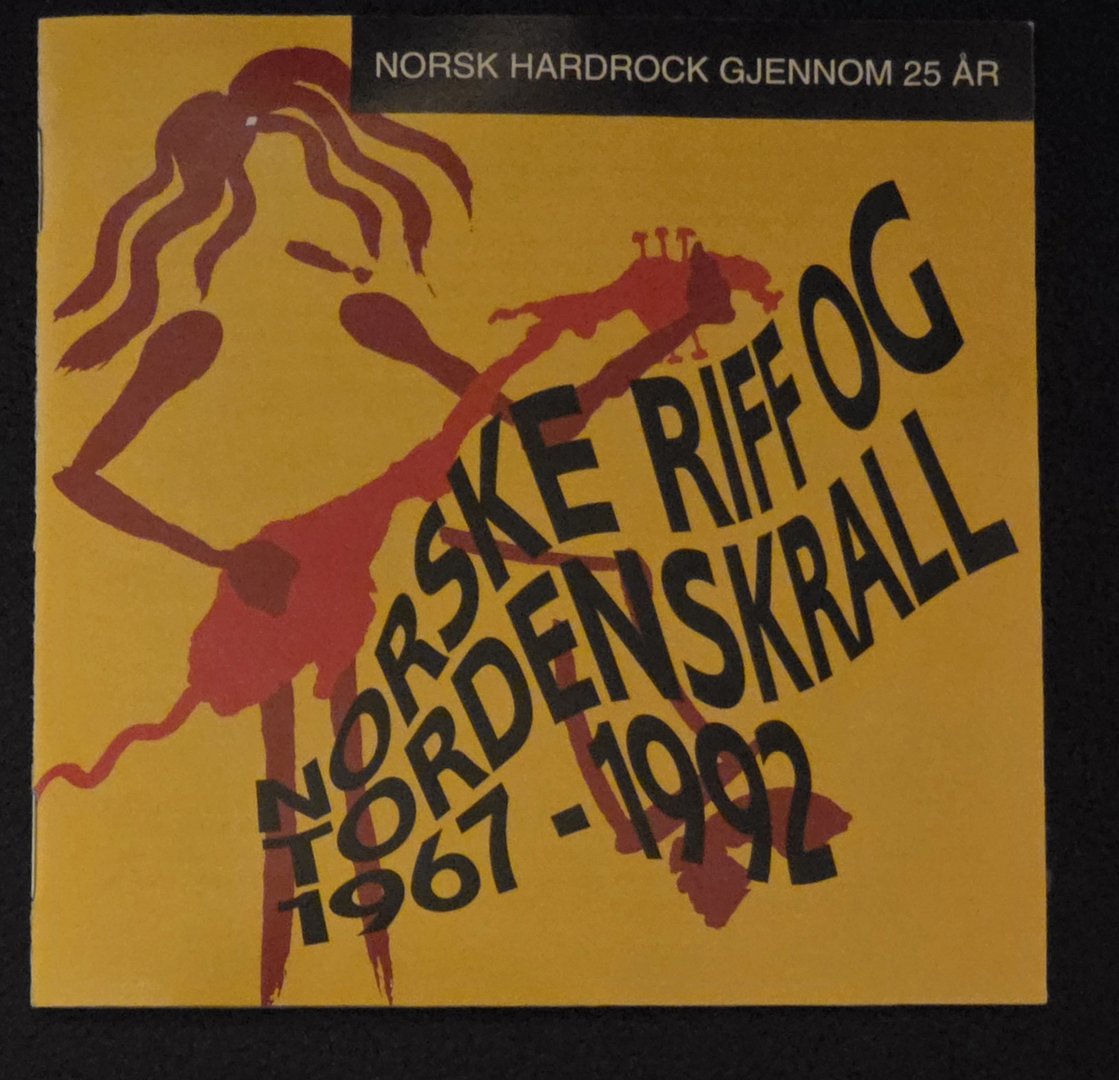 NORSK HARDROCK GJENNOM 25 ÅR
NORSKE RIFF OG
TORDENSKRALL
1967 - 1992